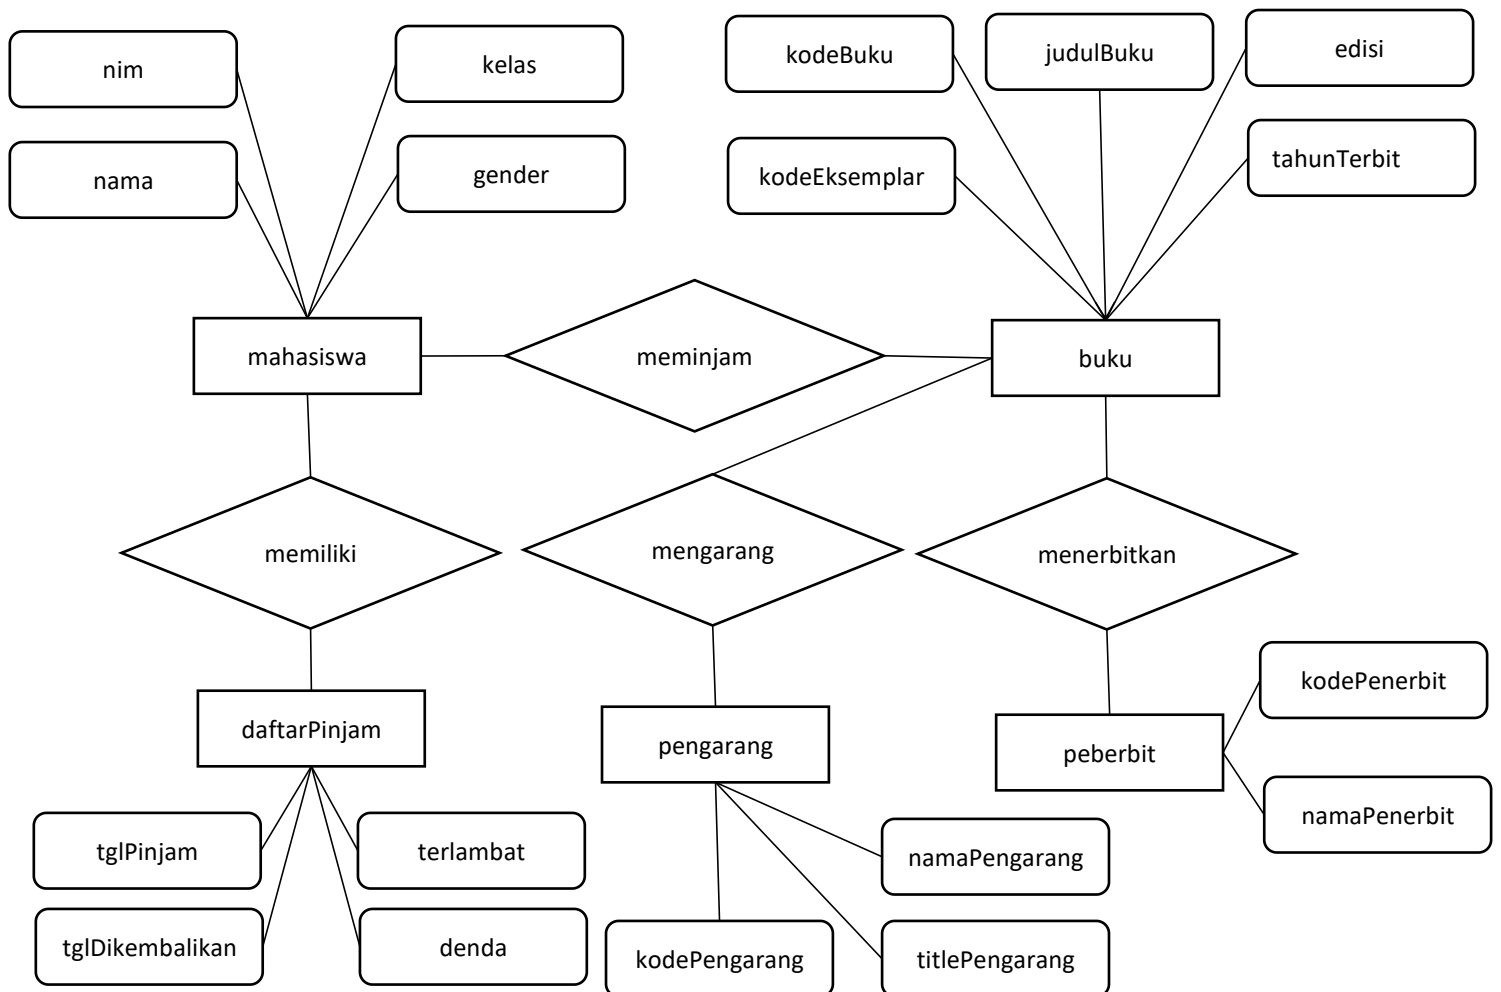 nim
kelas
kodeBuku
judulBuku
edisi
nama
gender
kodeEksemplar
tahunTerbit
mahasiswa
meminjam
buku
memiliki
mengarang
menerbitkan
daftarPinjam
pengarang
peberbit
kodePenerbit
namaPenerbit
tglPinjam
terlambat
namaPengarang
tglDikembalikan
denda
kodePengarang
titlePengarang